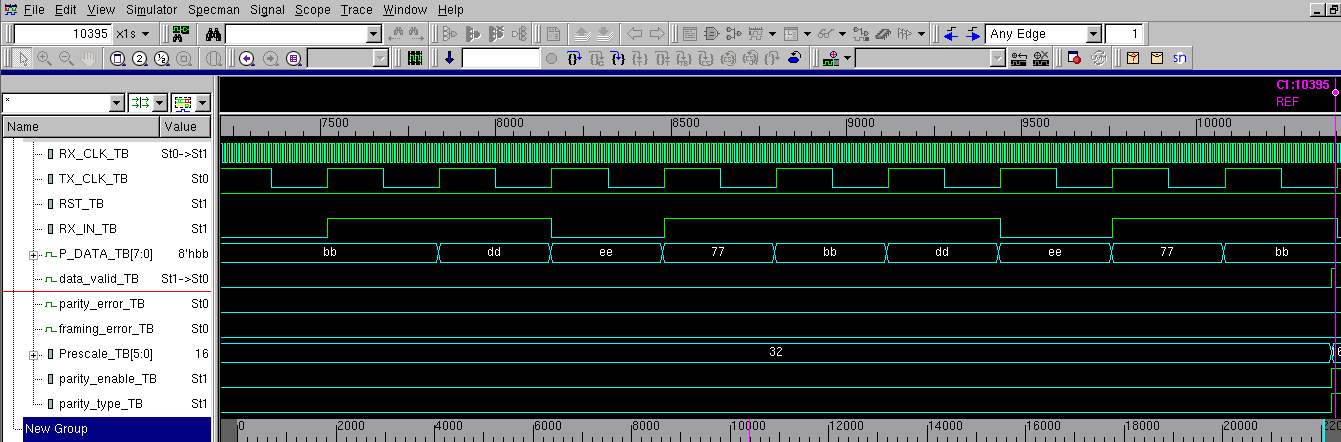 File Edit View Simulator Specman Signal Scope Trace Window Help
10395 x1s Any Edge 1
C1:10395
REF
*
Name Value 7500 8000 8500 9000 9500 10000
RX_CLK_TB St0->St1
TX_CLK_TB St0
RST_TB St1
RX_IN_TB St1
P_DATA_TB[7:0] 8'hbb bb dd ee 77 bb dd ee 77 bb
data_valid_TB St1->St0
parity_error_TB St0
framing_error_TB St0
Prescale_TB[5:0] 16 32 16
parity_enable_TB St1
parity_type_TB St1
New Group 0 2000 4000 6000 8000 10000 12000 14000 16000 18000 20000